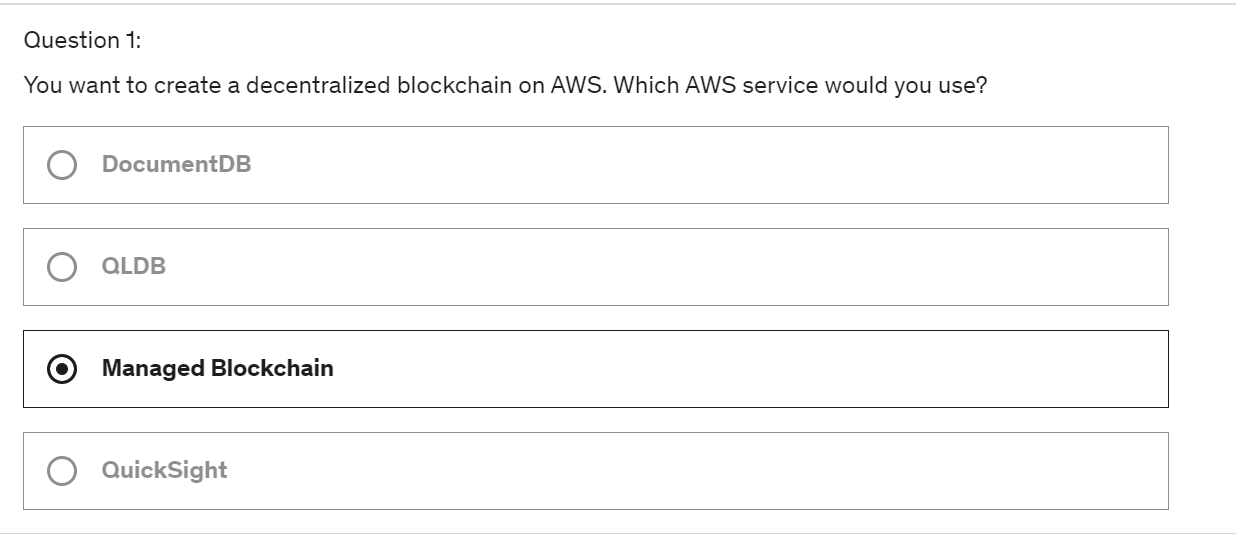 Question 1:
You want to create a decentralized blockchain on AWS. Which AWS service would you use?
DocumentDB
QLDB
Managed Blockchain
QuickSight